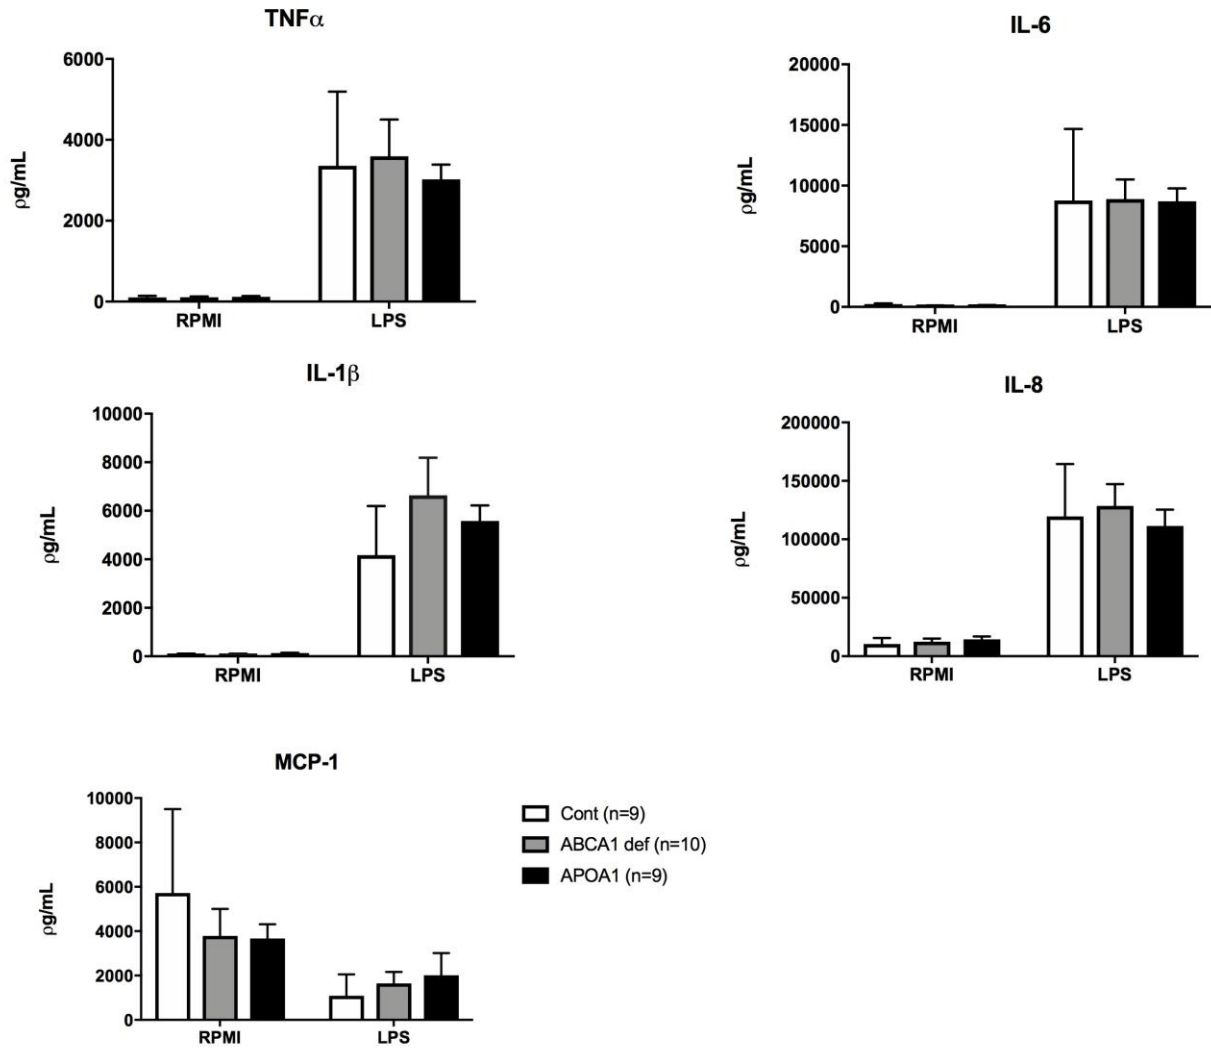 TNFα
6000
4000
2000
0
ρg/mL
RPMI
LPS
IL-6
20000
15000
10000
5000
0
ρg/mL
RPMI
LPS
IL-1β
10000
8000
6000
4000
2000
0
ρg/mL
RPMI
LPS
IL-8
200000
150000
100000
50000
0
ρg/mL
RPMI
LPS
MCP-1
10000
8000
6000
4000
2000
0
ρg/mL
RPMI
LPS
Cont (n=9)
ABCA1 def (n=10)
APOA1 (n=9)